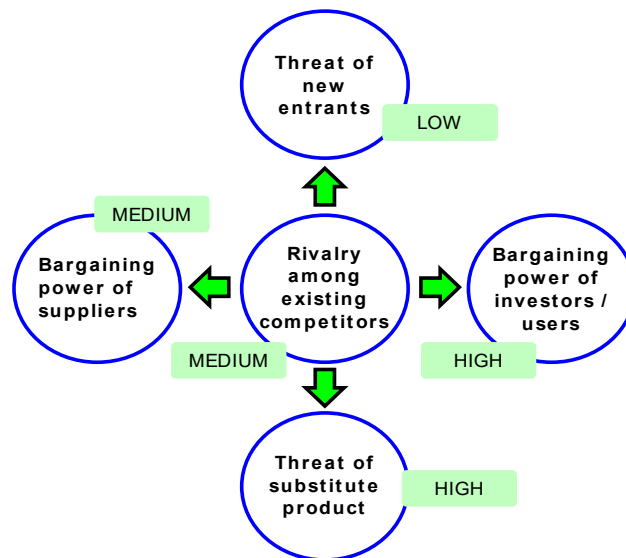 Threat of
new
entrants
LOW
MEDIUM
Bargaining
power of
suppliers
Rivalry
among
existing
competitors
MEDIUM
Bargaining
power of
investors /
users
HIGH
Threat of
substitute
product
HIGH